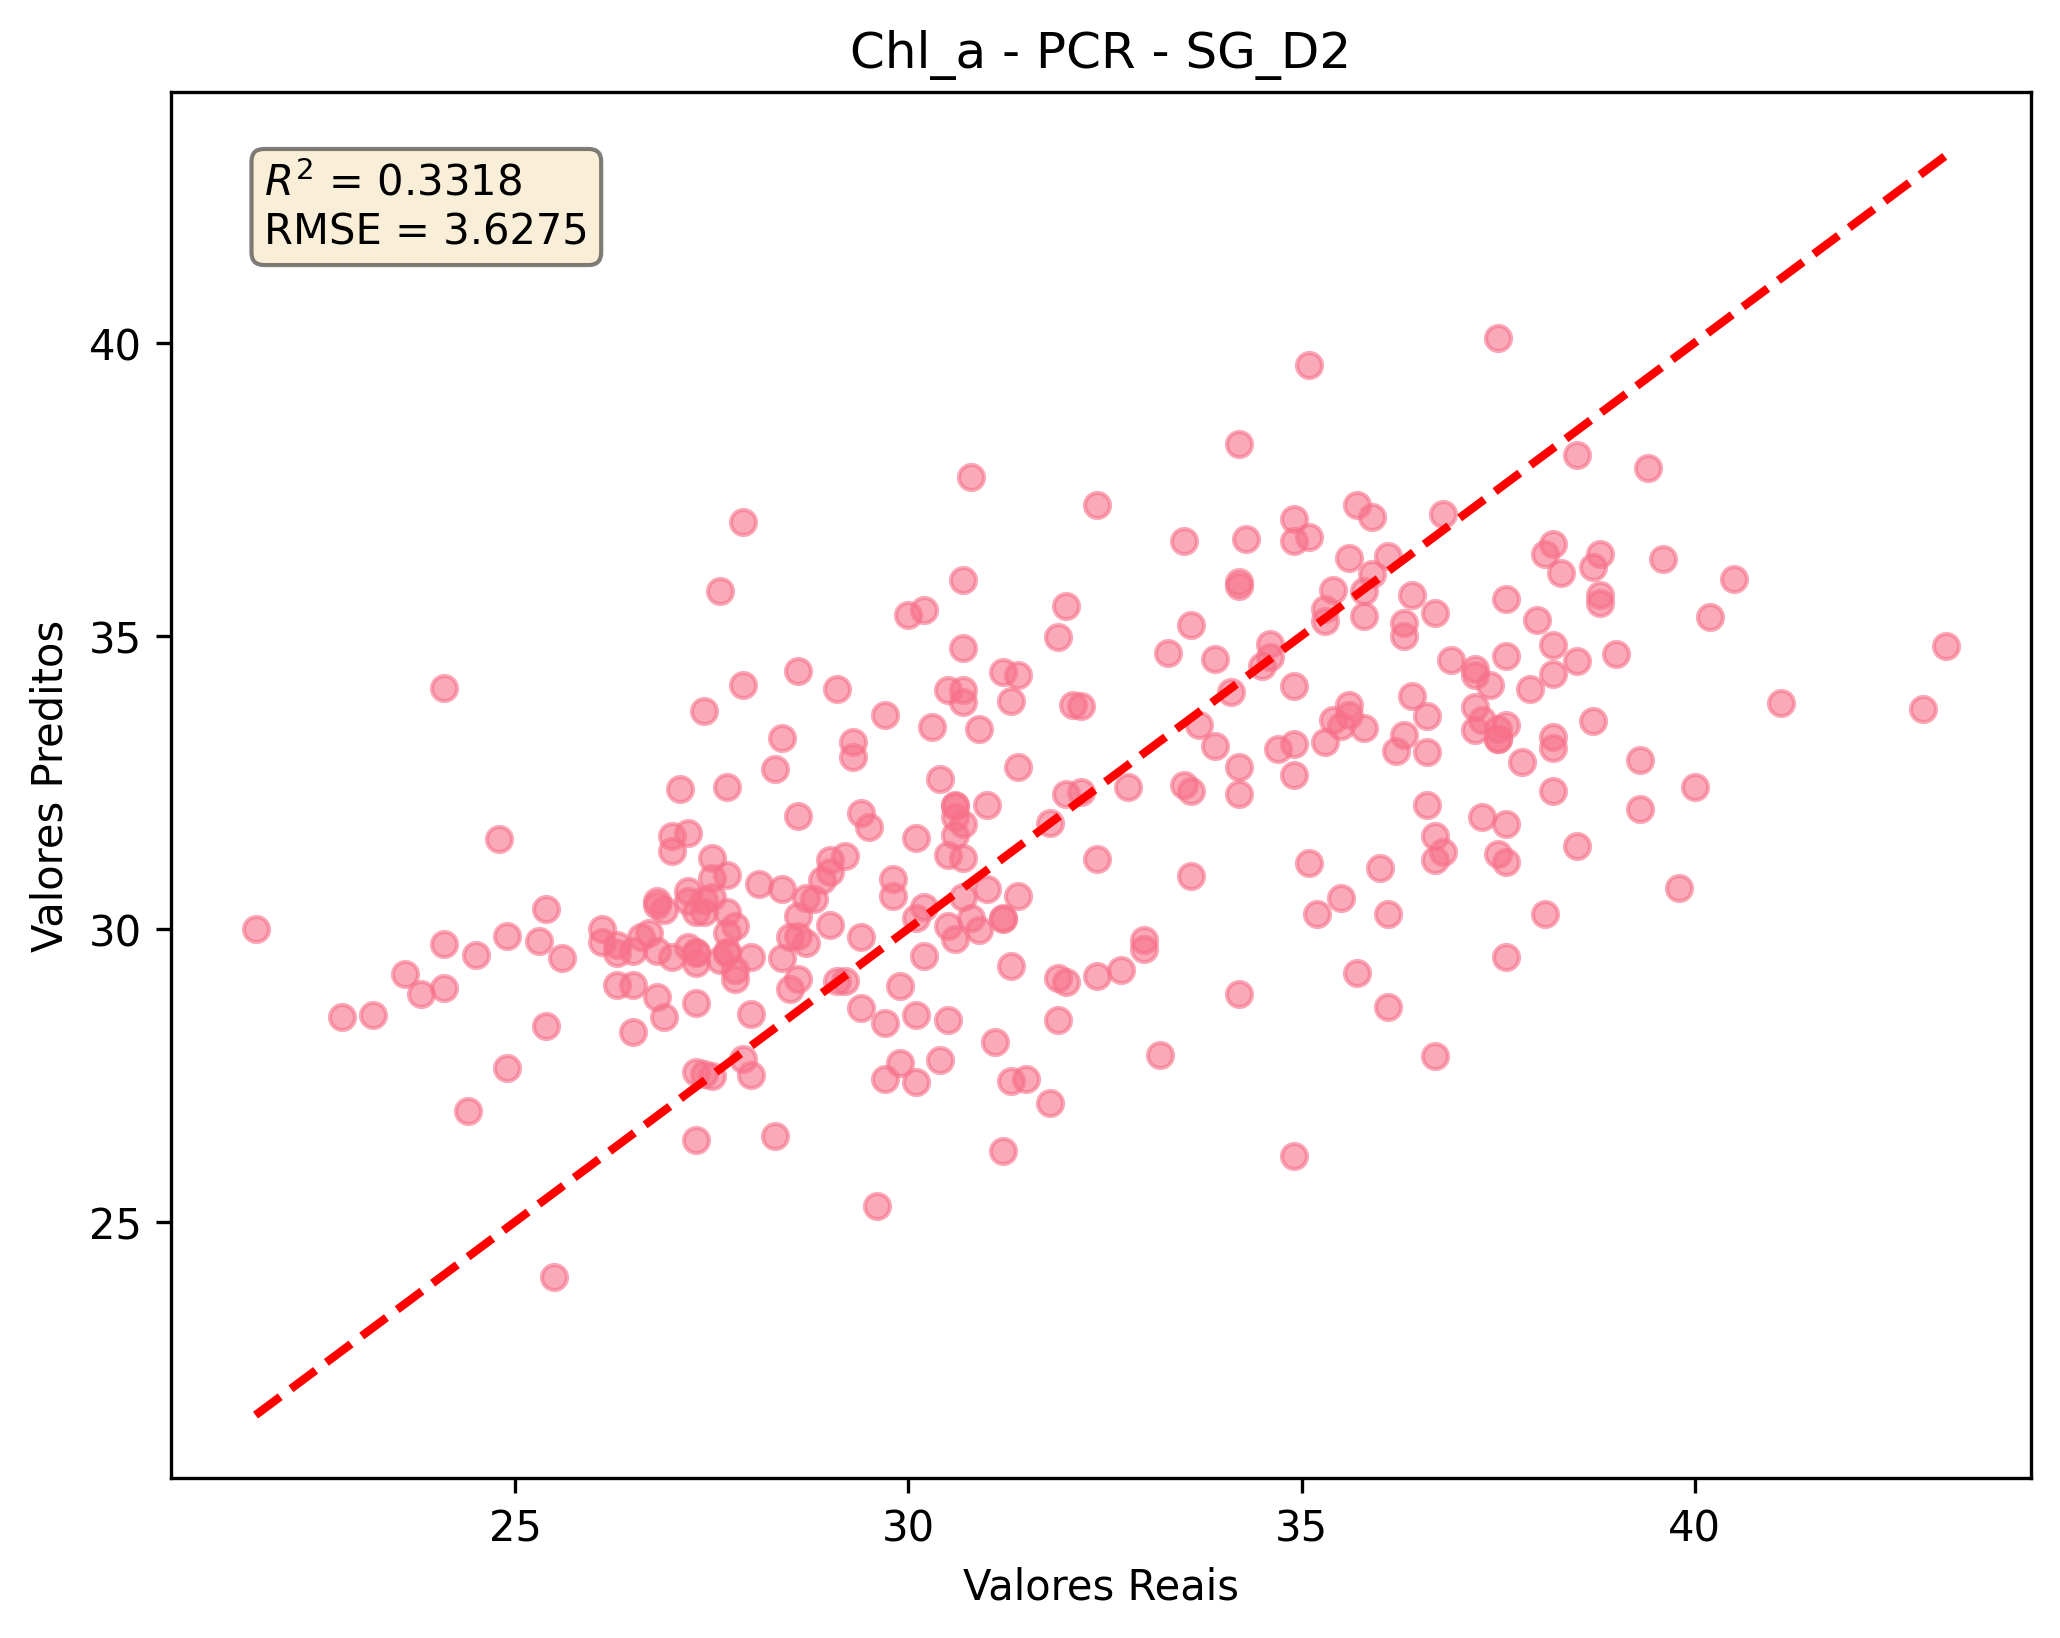 Chl_a - PCR - SG_D2
R² = 0.3318
RMSE = 3.6275
Valores Preditos
40
35
30
25
25 30 35 40
Valores Reais